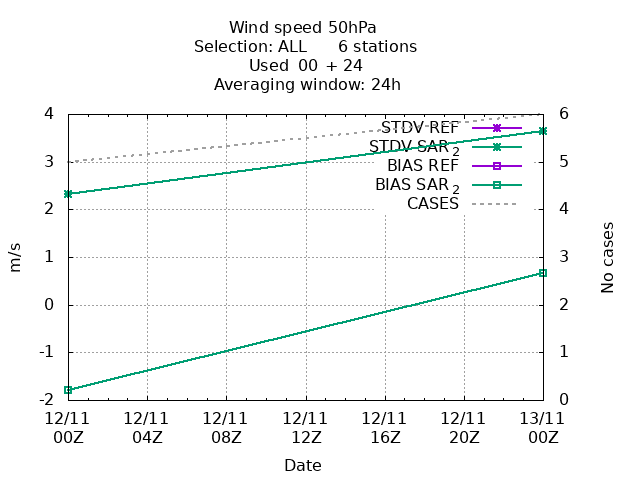 Wind speed 50hPa
Selection: ALL 6 stations
Used 00 + 24
Averaging window: 24h
4 6
STDV REF
STDV SAR 2
3 BIAS REF 5
BIAS SAR 2
2 CASES 4
m/s
No cases
1 3
0 2
-1 1
-2 0
12/11 12/11 12/11 12/11 12/11 12/11 13/11
00Z 04Z 08Z 12Z 16Z 20Z 00Z
Date